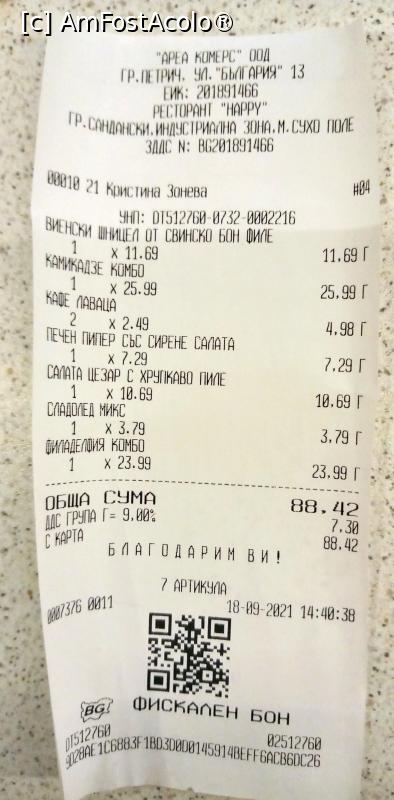 [c] AmFostAcolo®
"АРЕА КОМЕРС" ООД
ГР.ПЕТРИЧ, УЛ."БЪЛГАРИЯ" 13
ЕИК: 201891466
РЕСТОРАНТ "HAPPY"
ГР.САНДАНСКИ,ИНДУСТРИАЛНА ЗОНА,М.СУХО ПОЛЕ
ЗДДС N: BG201891466
00010 21 Кристина Зонева #04
УНП: DT512760-0732-0002216
ВИЕНСКИ ШНИЦЕЛ ОТ СВИНСКО БОН ФИЛЕ
1 x 11.69 11.69 Г
КАМИКАДЗЕ КОМБО
1 x 25.99 25.99 Г
КАФЕ ЛАВАЦА
2 x 2.49 4.98 Г
ПЕЧЕН ПИПЕР СЪС СИРЕНЕ САЛАТА
1 x 7.29 7.29 Г
САЛАТА ЦЕЗАР С ХРУПКАВО ПИЛЕ
1 x 10.69 10.69 Г
СЛАДОЛЕД МИКС
1 x 3.79 3.79 Г
ФИЛАДЕЛФИЯ КОМБО
1 x 23.99 23.99 Г
ОБЩА СУМА 88.42
ДДС ГРУПА Г= 9.00% 7.30
С КАРТА 88.42
БЛАГОДАРИМ ВИ!
7 АРТИКУЛА
0007376 0011 18-09-2021 14:40:38
BG! ФИСКАЛЕН БОН
DT512760 02512760
9D28AE1C6883F1BD3D0D0145914BEFF6ACB6DC26